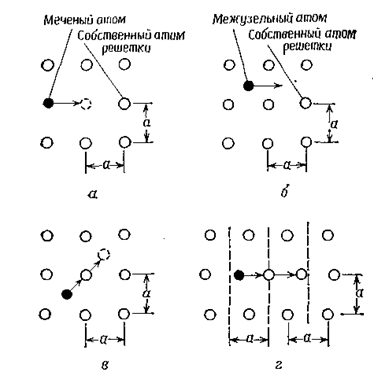 Меченый атом
Собственный атом
решетки
a
a
а
Межузельный атом
Собственный атом
решетки
a
a
б
a
a
в
a
a
a
г